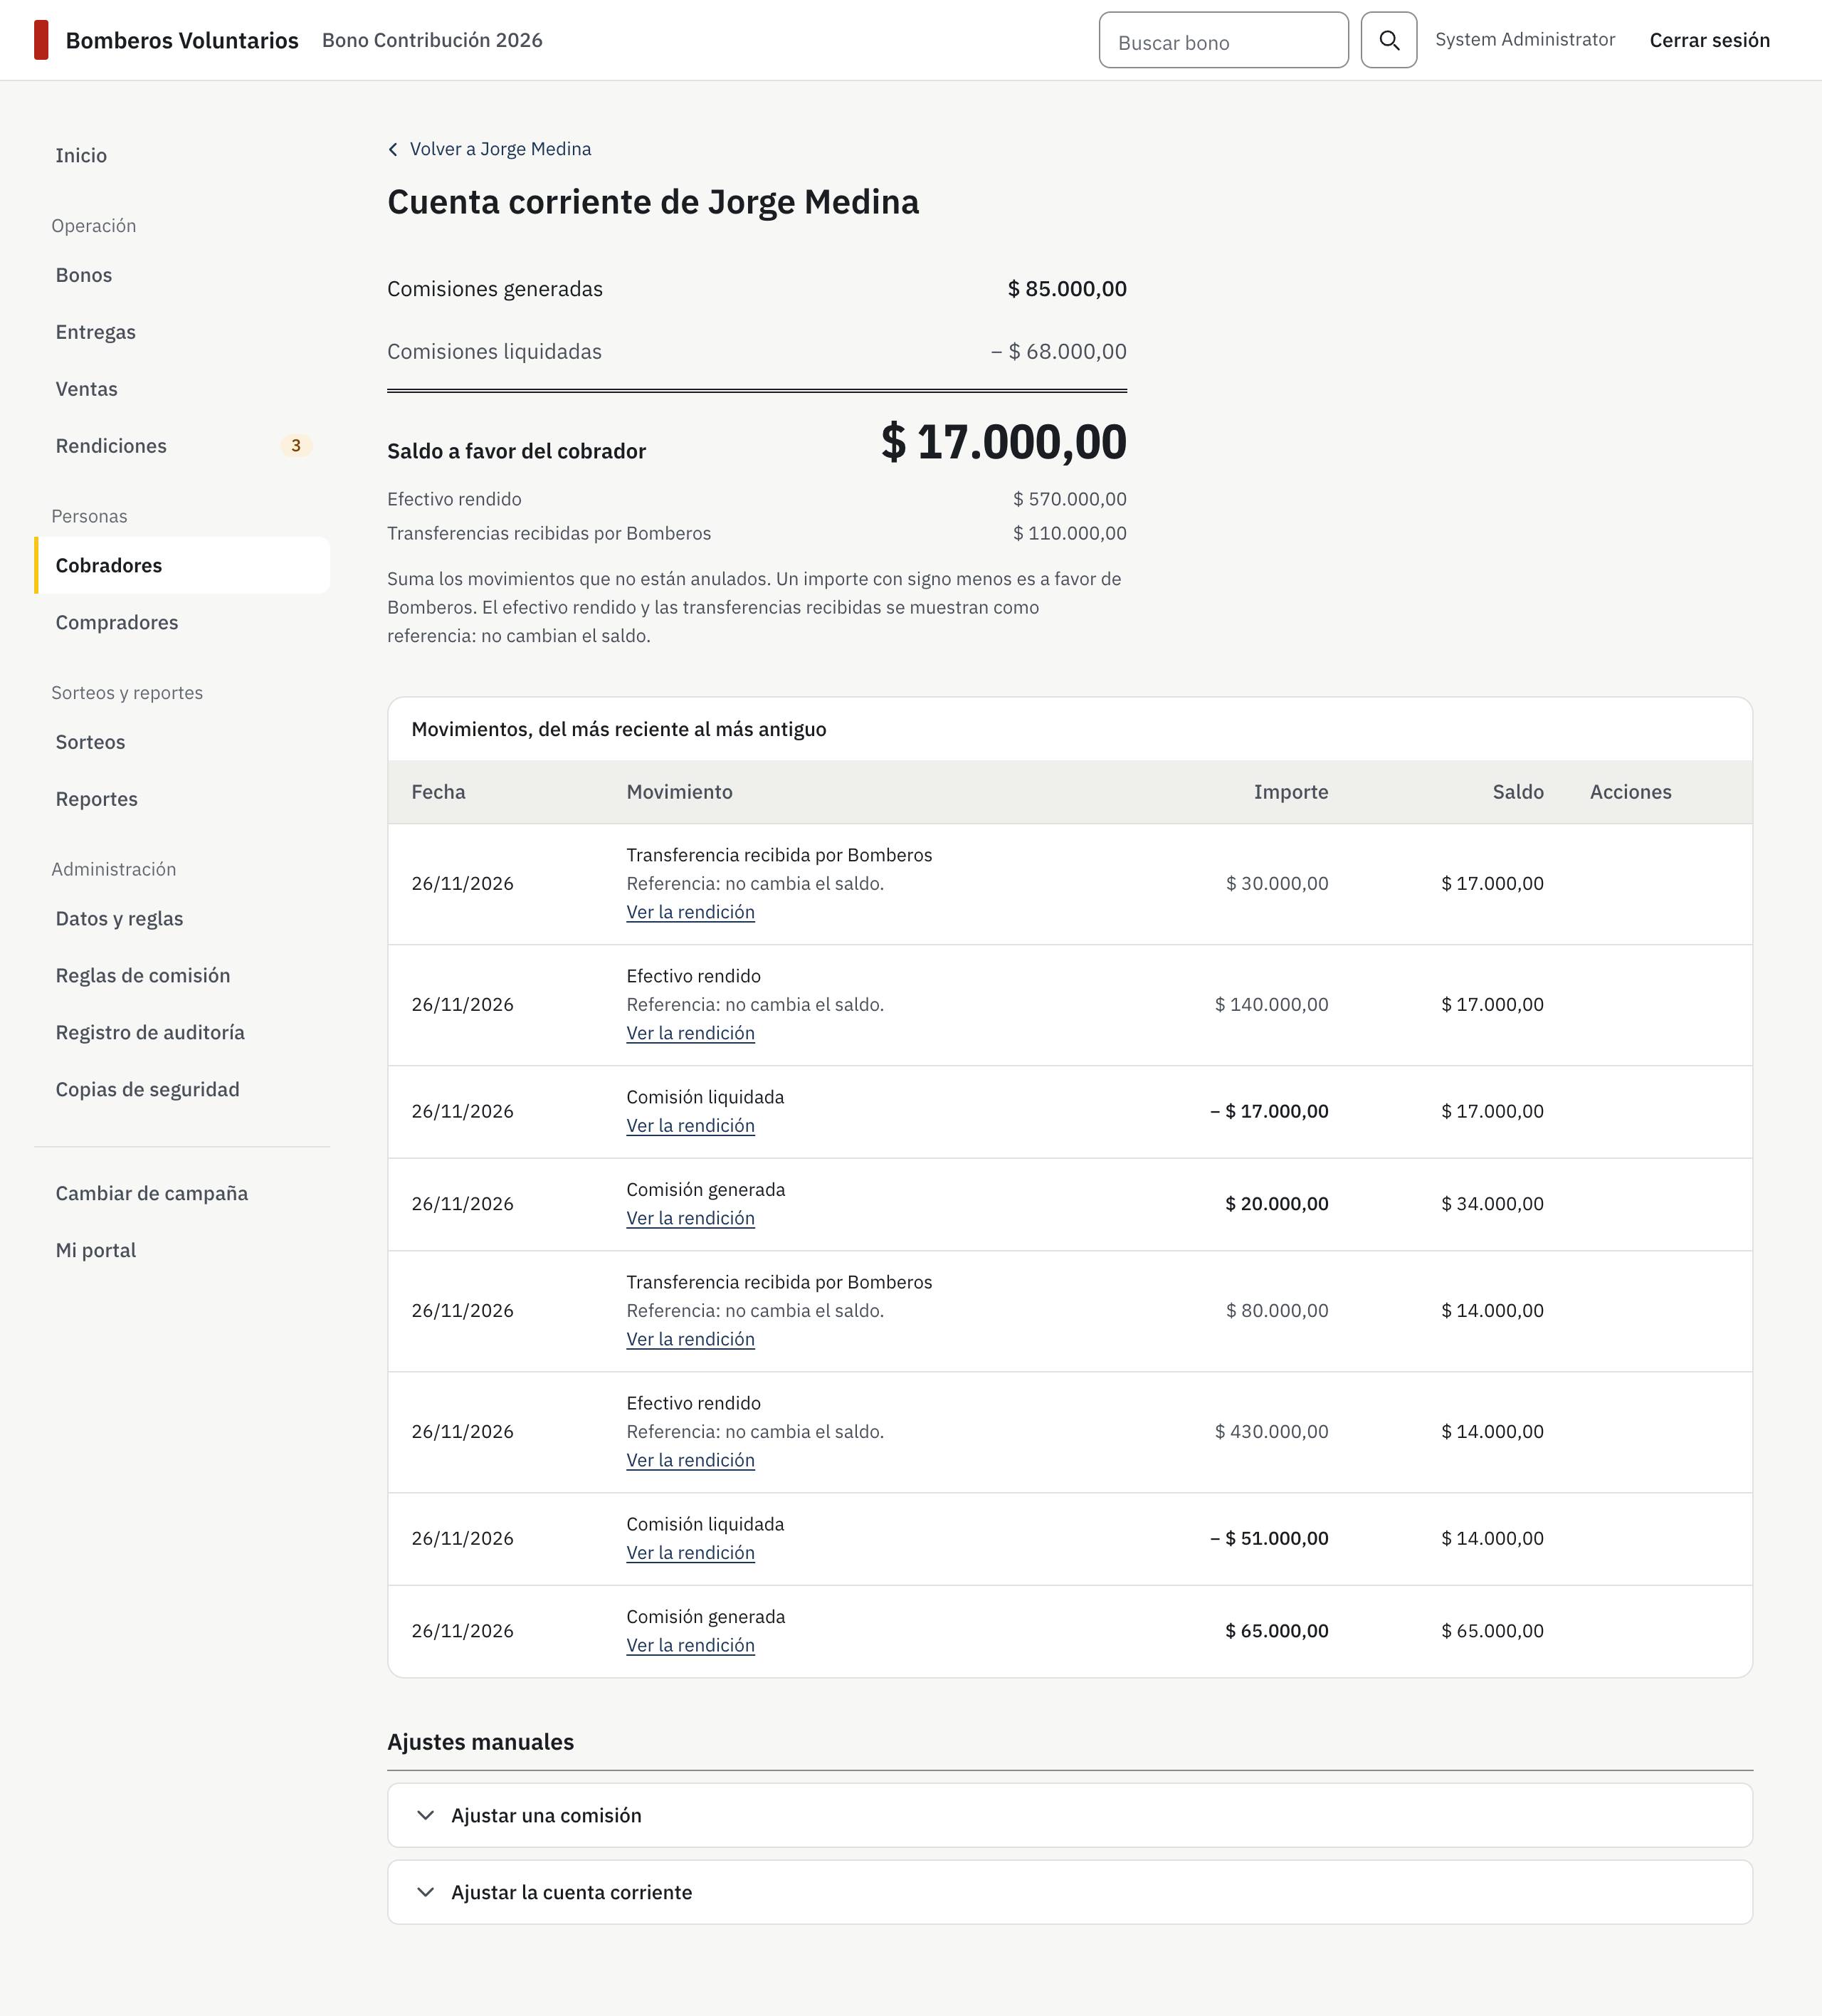 Bomberos Voluntarios Bono Contribución 2026 Buscar bono System Administrator Cerrar sesión
Inicio
Operación
Bonos
Entregas
Ventas
Rendiciones 3
Personas
Cobradores
Compradores
Sorteos y reportes
Sorteos
Reportes
Administración
Datos y reglas
Reglas de comisión
Registro de auditoría
Copias de seguridad
Cambiar de campaña
Mi portal
Volver a Jorge Medina
Cuenta corriente de Jorge Medina
Comisiones generadas $ 85.000,00
Comisiones liquidadas − $ 68.000,00
Saldo a favor del cobrador $ 17.000,00
Efectivo rendido $ 570.000,00
Transferencias recibidas por Bomberos $ 110.000,00
Suma los movimientos que no están anulados. Un importe con signo menos es a favor de
Bomberos. El efectivo rendido y las transferencias recibidas se muestran como
referencia: no cambian el saldo.
Movimientos, del más reciente al más antiguo
Fecha Movimiento Importe Saldo Acciones
Transferencia recibida por Bomberos
26/11/2026 Referencia: no cambia el saldo. $ 30.000,00 $ 17.000,00
Ver la rendición
Efectivo rendido
26/11/2026 Referencia: no cambia el saldo. $ 140.000,00 $ 17.000,00
Ver la rendición
26/11/2026 Comisión liquidada − $ 17.000,00 $ 17.000,00
Ver la rendición
26/11/2026 Comisión generada $ 20.000,00 $ 34.000,00
Ver la rendición
Transferencia recibida por Bomberos
26/11/2026 Referencia: no cambia el saldo. $ 80.000,00 $ 14.000,00
Ver la rendición
Efectivo rendido
26/11/2026 Referencia: no cambia el saldo. $ 430.000,00 $ 14.000,00
Ver la rendición
26/11/2026 Comisión liquidada − $ 51.000,00 $ 14.000,00
Ver la rendición
26/11/2026 Comisión generada $ 65.000,00 $ 65.000,00
Ver la rendición
Ajustes manuales
Ajustar una comisión
Ajustar la cuenta corriente